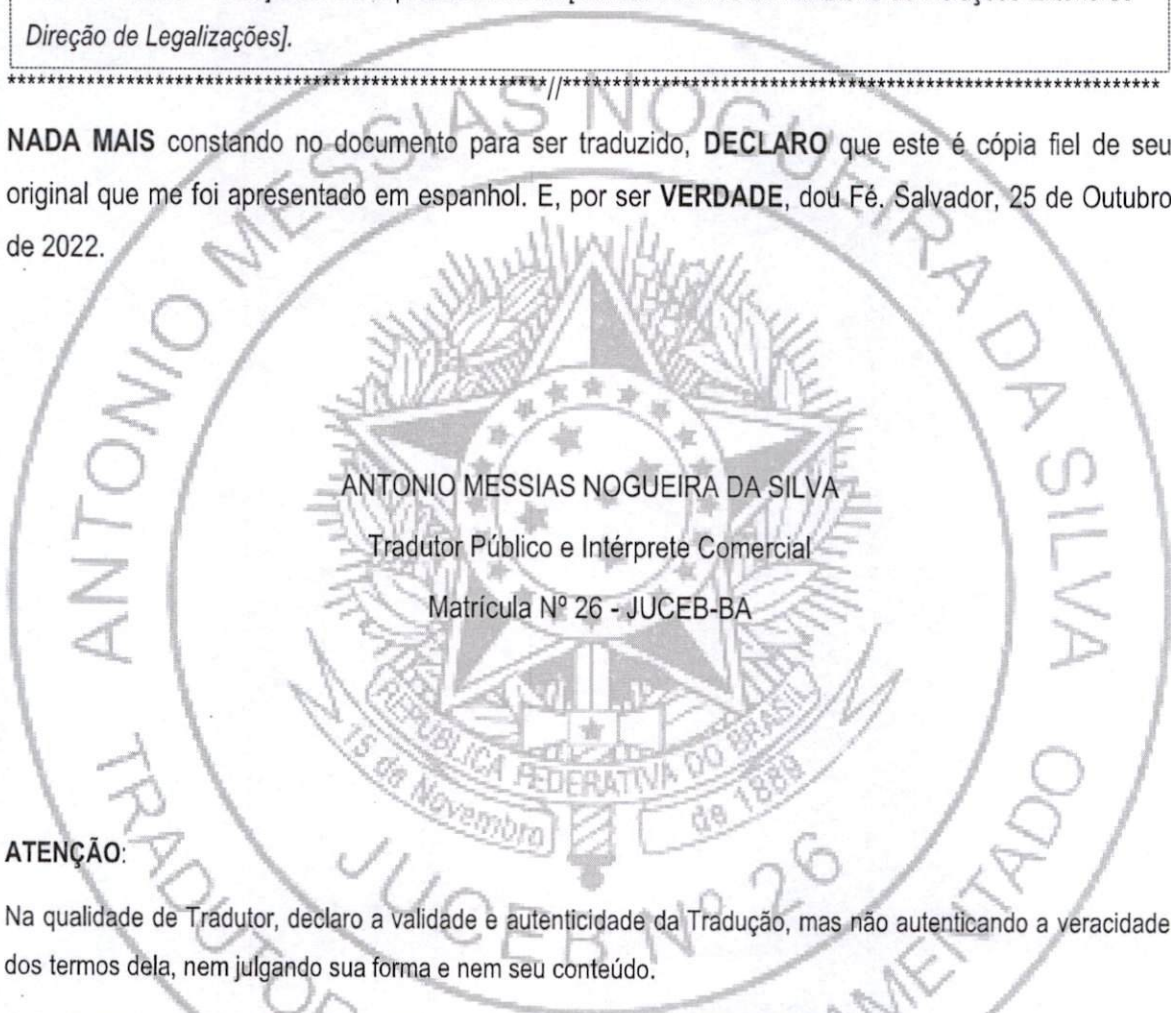 Direção de Legalizações].
******************************************************//************************************************************
NADA MAIS constando no documento para ser traduzido, DECLARO que este é cópia fiel de seu
original que me foi apresentado em espanhol. E, por ser VERDADE, dou Fé. Salvador, 25 de Outubro
de 2022.
ANTONIO MESSIAS NOGUEIRA DA SILVA
ANTONIO MESSIAS NOGUEIRA DA SILVA
Tradutor Público e Intérprete Comercial
Matrícula Nº 26 - JUCEB-BA
REPÚBLICA FEDERATIVA DO BRASIL
15 de Novembro de 1889
JUCEB Nº 26
ATENÇÃO:
Na qualidade de Tradutor, declaro a validade e autenticidade da Tradução, mas não autenticando a veracidade
dos termos dela, nem julgando sua forma e nem seu conteúdo.